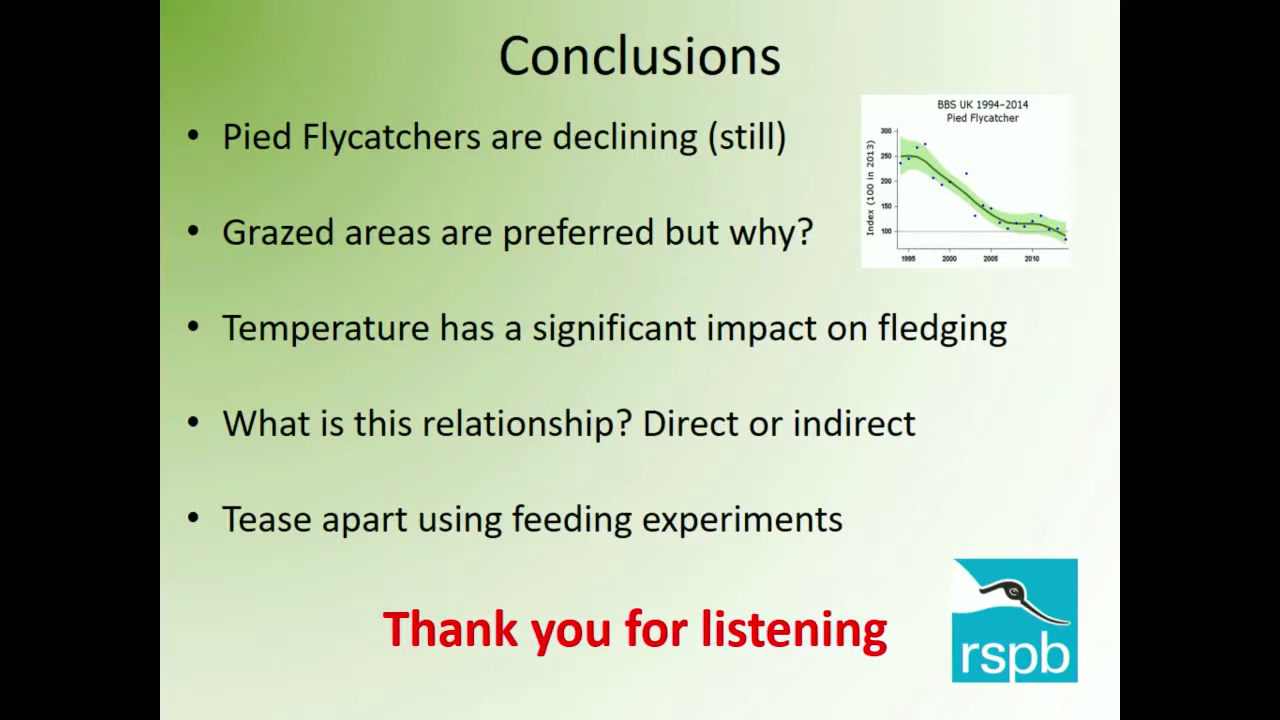 Conclusions
• Pied Flycatchers are declining (still)
BBS UK 1994–2014
Pied Flycatcher
Index (100 in 2013)
300
250
200
150
100
1995 2000 2005 2010
• Grazed areas are preferred but why?
• Temperature has a significant impact on fledging
• What is this relationship? Direct or indirect
• Tease apart using feeding experiments
Thank you for listening
rspb